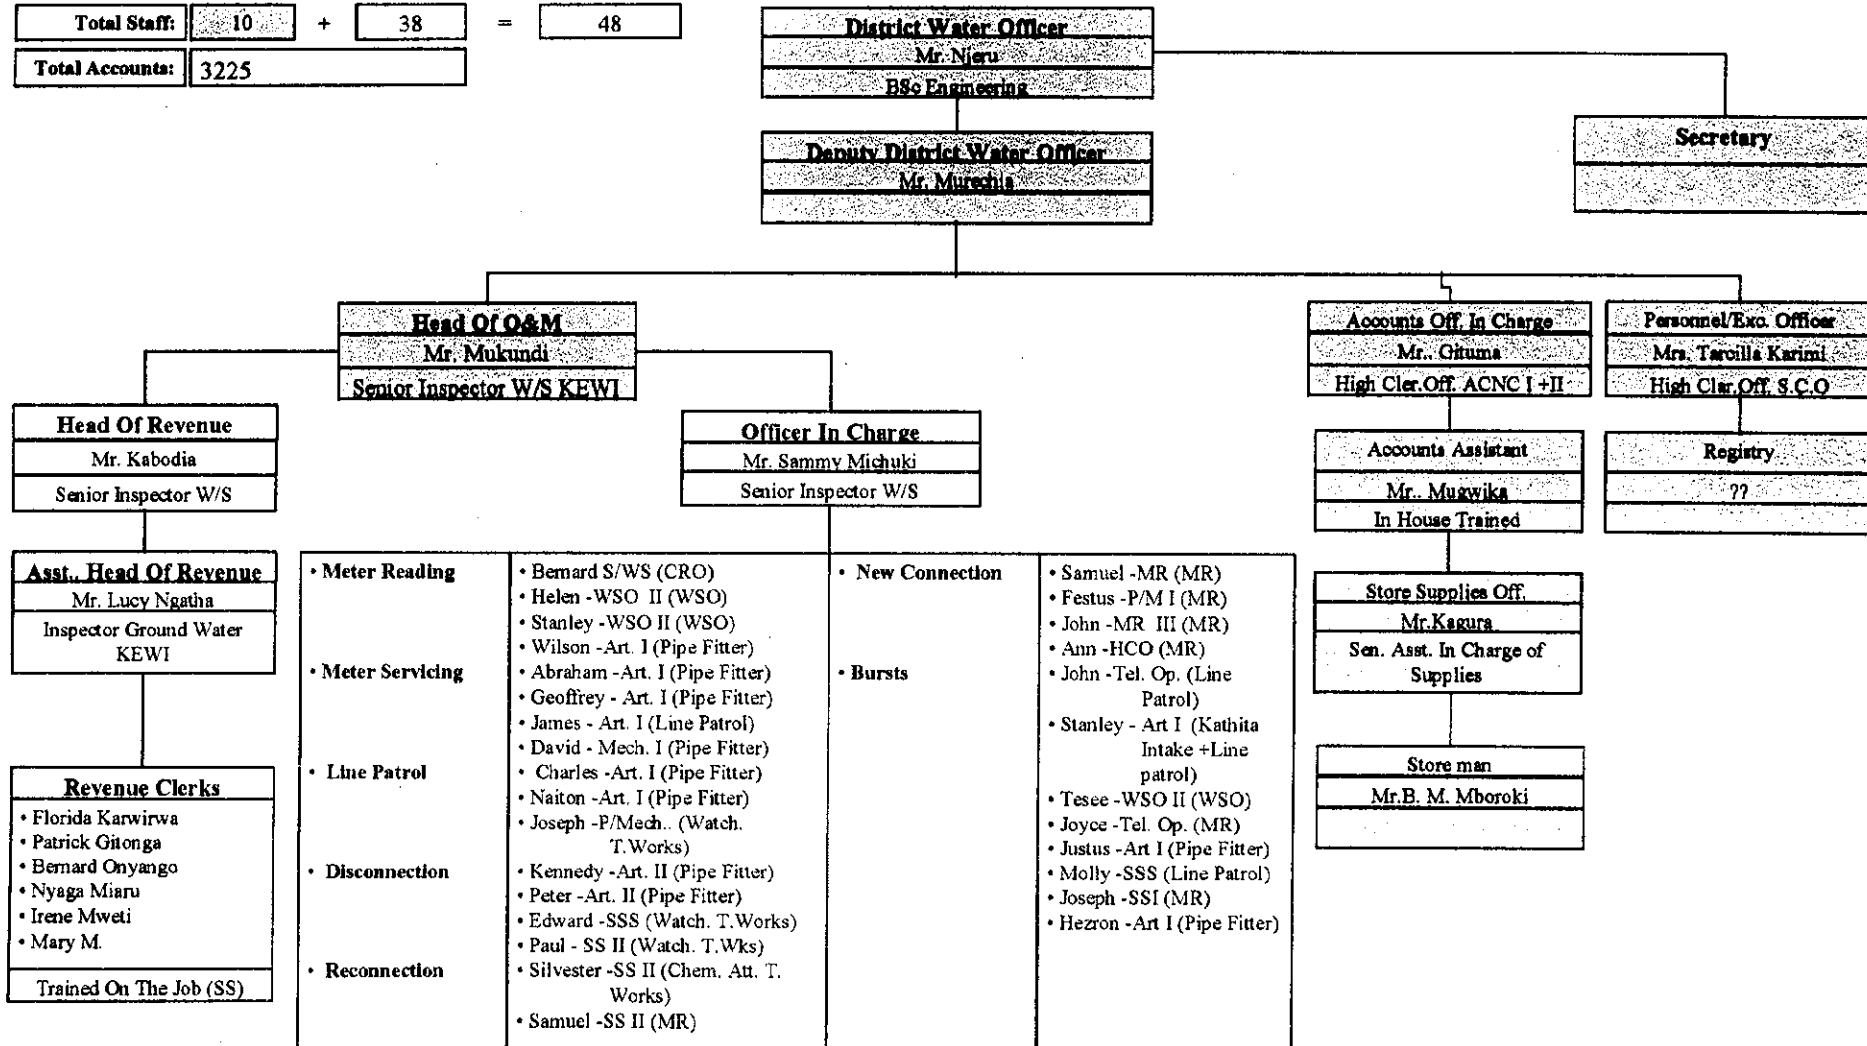 Total Staff: 10 + 38 = 48
Total Accounts: 3225
District Water Officer
Mr. Njeru
BSc Engineering
Deputy District Water Officer
Mr. Murechia
Secretary
Head Of O&M
Mr. Mukundi
Senior Inspector W/S KEWI
Accounts Off. In Charge
Mr.. Gituma
High Cler.Off. ACNC I +II
Personnel/Exc. Officer
Mrs. Tarcilla Karimi
High Clar.Off. S.C.O
Head Of Revenue
Mr. Kabodia
Senior Inspector W/S
Officer In Charge
Mr. Sammy Michuki
Senior Inspector W/S
Accounts Assistant
Mr.. Mugwika
In House Trained
Registry
??
Asst.. Head Of Revenue
Mr. Lucy Ngatha
Inspector Ground Water
KEWI
Store Supplies Off.
Mr.Kagura
Sen. Asst. In Charge of
Supplies
Store man
Mr.B. M. Mboroki
Revenue Clerks
• Florida Karwirwa
• Patrick Gitonga
• Bernard Onyango
• Nyaga Miaru
• Irene Mweti
• Mary M.
Trained On The Job (SS)
• Meter Reading
• Meter Servicing
• Line Patrol
• Disconnection
• Reconnection
• Bernard S/WS (CRO)
• Helen -WSO II (WSO)
• Stanley -WSO II (WSO)
• Wilson -Art. I (Pipe Fitter)
• Abraham -Art. I (Pipe Fitter)
• Geoffrey - Art. I (Pipe Fitter)
• James - Art. I (Line Patrol)
• David - Mech. I (Pipe Fitter)
• Charles -Art. I (Pipe Fitter)
• Naiton -Art. I (Pipe Fitter)
• Joseph -P/Mech.. (Watch.
T.Works)
• Kennedy -Art. II (Pipe Fitter)
• Peter -Art. II (Pipe Fitter)
• Edward -SSS (Watch. T.Works)
• Paul - SS II (Watch. T.Wks)
• Silvester -SS II (Chem. Att. T.
Works)
• Samuel -SS II (MR)
• New Connection
• Bursts
• Samuel -MR (MR)
• Festus -P/M I (MR)
• John -MR III (MR)
• Ann -HCO (MR)
• John -Tel. Op. (Line
Patrol)
• Stanley - Art I (Kathita
Intake +Line
patrol)
• Tesee -WSO II (WSO)
• Joyce -Tel. Op. (MR)
• Justus -Art I (Pipe Fitter)
• Molly -SSS (Line Patrol)
• Joseph -SSI (MR)
• Hezron -Art I (Pipe Fitter)